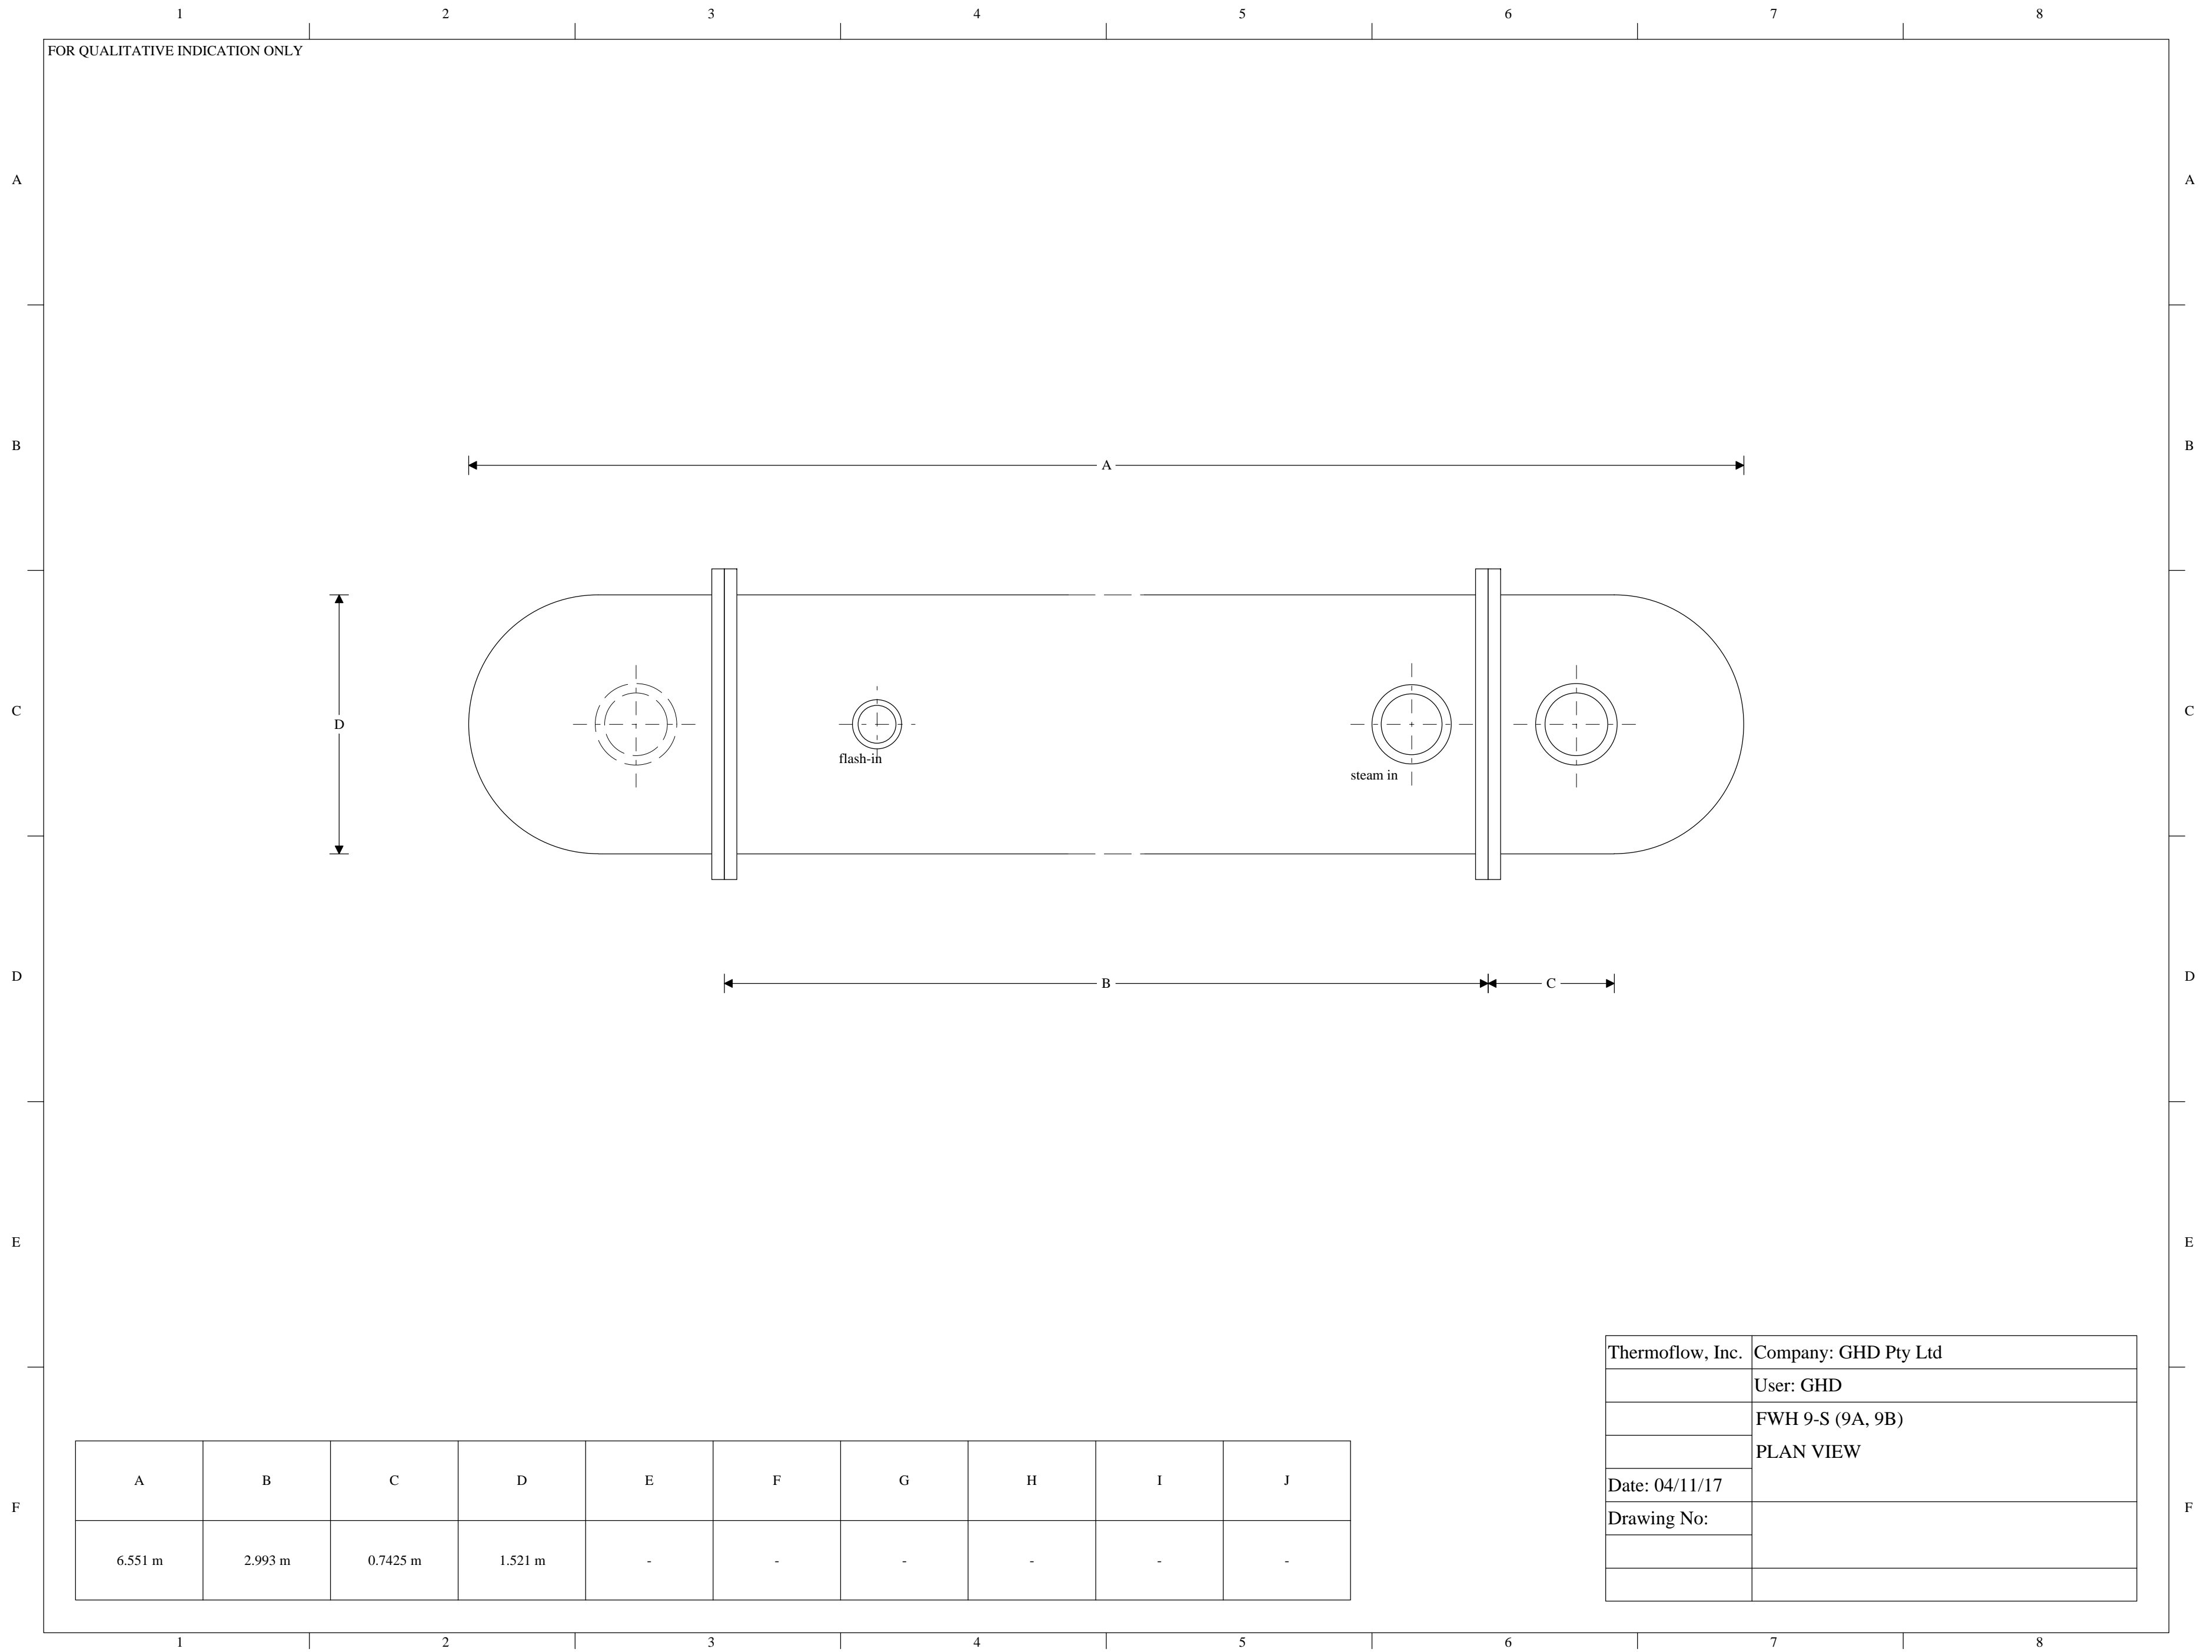 1 2 3 4 5 6 7 8
FOR QUALITATIVE INDICATION ONLY
A A
B B
A
C C
D
flash-in
steam in
D D
B C
E E
Thermoflow, Inc. Company: GHD Pty Ltd
User: GHD
FWH 9-S (9A, 9B)
PLAN VIEW
Date: 04/11/17
Drawing No:
A B C D E F G H I J
6.551 m 2.993 m 0.7425 m 1.521 m - - - - - -
F F
1 2 3 4 5 6 7 8